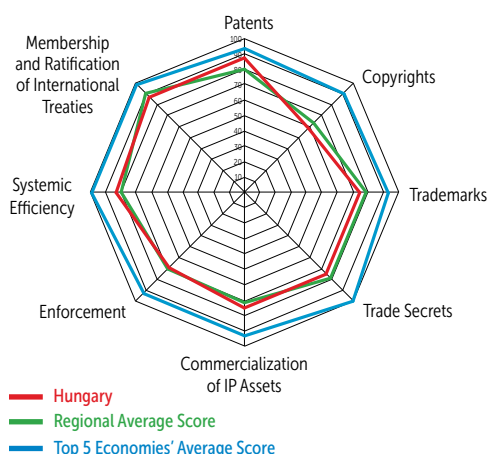 Patents
Membership
and Ratification
of International
Treaties
Copyrights
100
90
80
70
60
50
40
30
20
10
Systemic
Efficiency
Trademarks
Enforcement
Trade Secrets
Commercialization
of IP Assets
Hungary
Regional Average Score
Top 5 Economies' Average Score